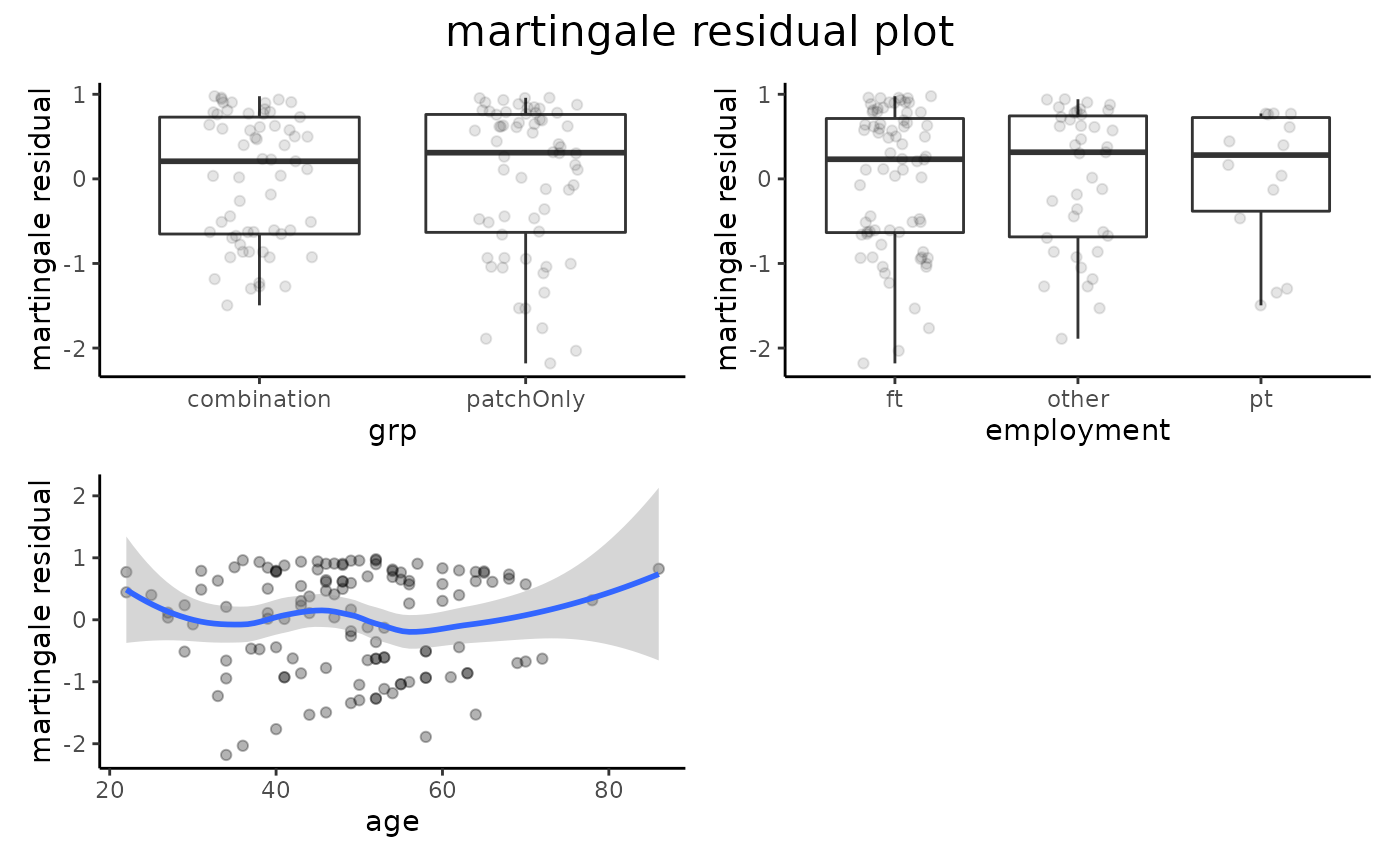 martingale residual plot
martingale residual
1
0
-1
-2
combination patchOnly
grp
martingale residual
1
0
-1
-2
ft other pt
employment
martingale residual
2
1
0
-1
-2
20 40 60 80
age